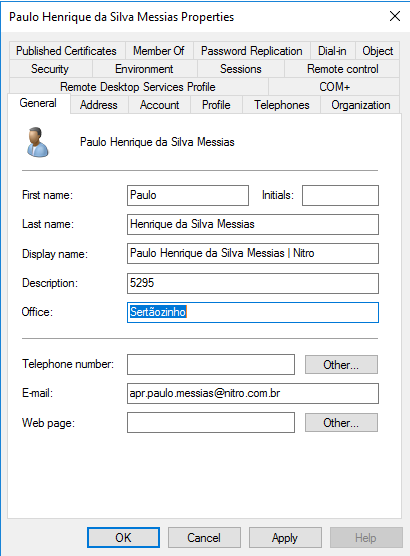 Paulo Henrique da Silva Messias Properties
Published Certificates Member Of Password Replication Dial-in Object
Security Environment Sessions Remote control
Remote Desktop Services Profile COM+
General Address Account Profile Telephones Organization
Paulo Henrique da Silva Messias
First name: Paulo Initials:
Last name: Henrique da Silva Messias
Display name: Paulo Henrique da Silva Messias | Nitro
Description: 5295
Office: Sertãozinho
Telephone number: Other...
E-mail: apr.paulo.messias@nitro.com.br
Web page: Other...
OK Cancel Apply Help